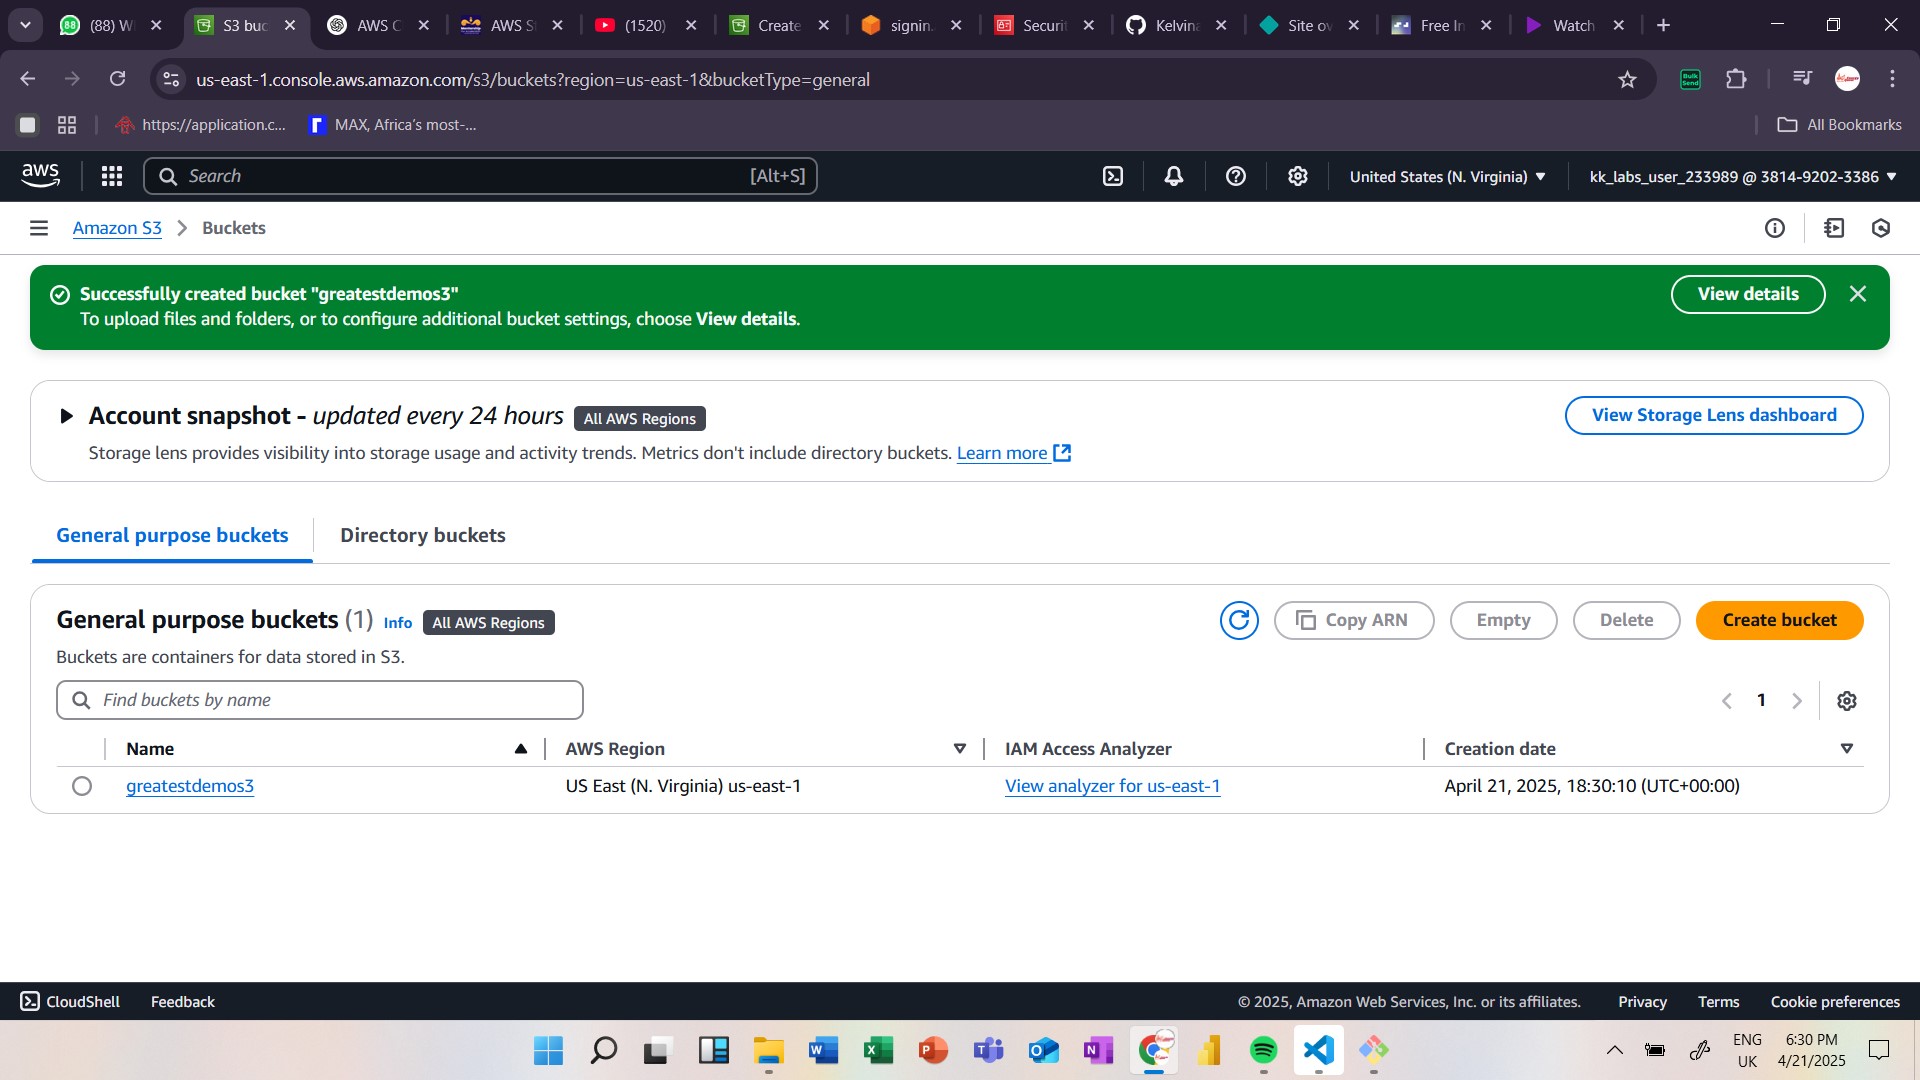 (88) W
S3 buc
AWS C
AWS S
(1520)
Create
signin.
Securi
Kelvin
Site ov
Free In
Watch
us-east-1.console.aws.amazon.com/s3/buckets?region=us-east-1&bucketType=general
https://application.c...
MAX, Africa's most-...
All Bookmarks
aws
Search
[Alt+S]
United States (N. Virginia)
kk_labs_user_233989 @ 3814-9202-3386
Amazon S3
Buckets
Successfully created bucket "greatestdemos3"
To upload files and folders, or to configure additional bucket settings, choose View details.
View details
Account snapshot - updated every 24 hours
All AWS Regions
View Storage Lens dashboard
Storage lens provides visibility into storage usage and activity trends. Metrics don't include directory buckets. Learn more
General purpose buckets
Directory buckets
General purpose buckets (1)
Info
All AWS Regions
Copy ARN
Empty
Delete
Create bucket
Buckets are containers for data stored in S3.
Find buckets by name
1
Name
AWS Region
IAM Access Analyzer
Creation date
greatestdemos3
US East (N. Virginia) us-east-1
View analyzer for us-east-1
April 21, 2025, 18:30:10 (UTC+00:00)
CloudShell
Feedback
© 2025, Amazon Web Services, Inc. or its affiliates.
Privacy
Terms
Cookie preferences
ENG
UK
6:30 PM
4/21/2025